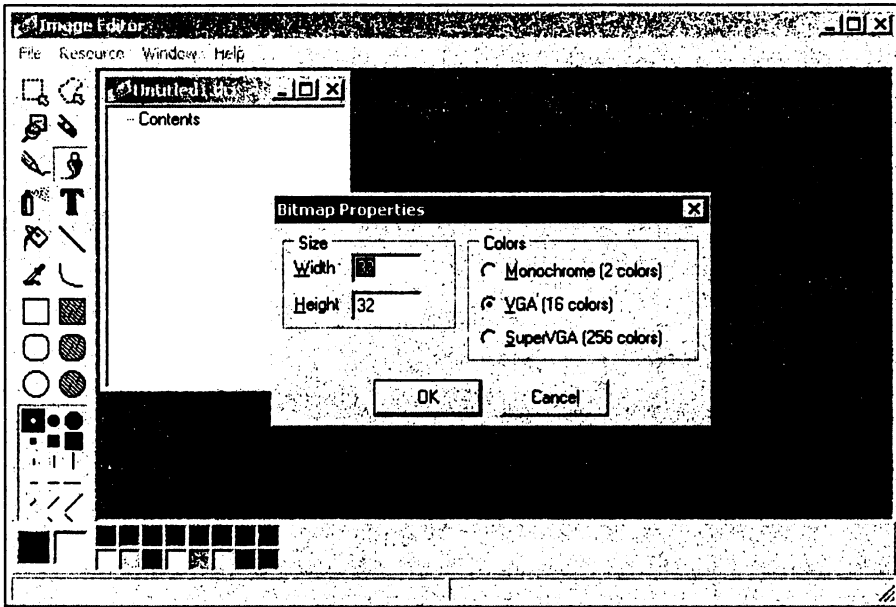 Image Editor
File Resource Window Help
Contents
Bitmap Properties
Size
Width
Height 32
Colors
Monochrome (2 colors)
VGA (16 colors)
SuperVGA (256 colors)
OK Cancel
T